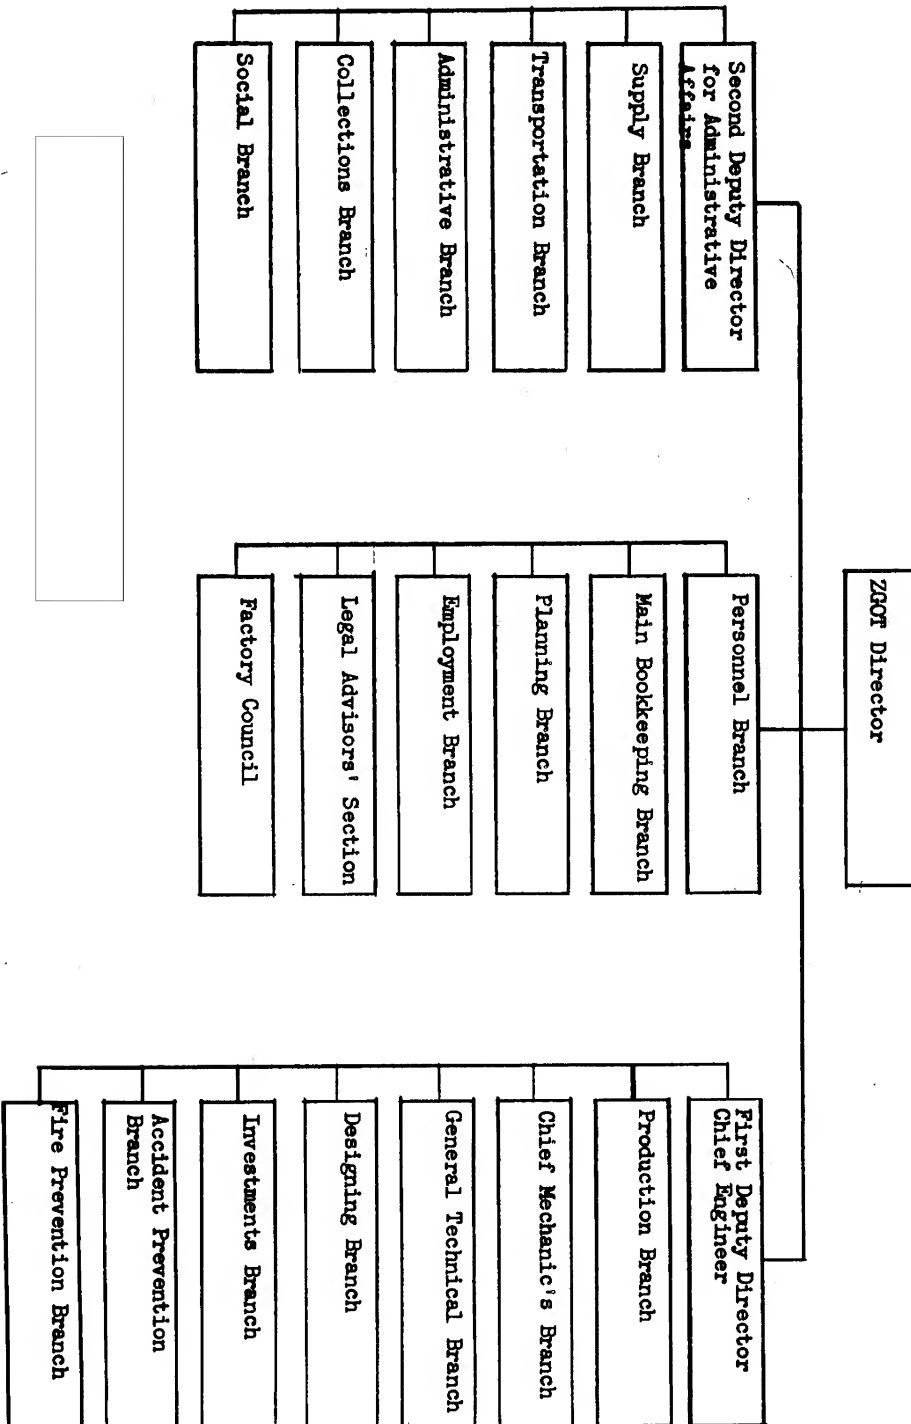 ZGOT Director
Second Deputy Director
for Administrative
Affairs
Supply Branch
Transportation Branch
Administrative Branch
Collections Branch
Social Branch
Personnel Branch
Main Bookkeeping Branch
Planning Branch
Employment Branch
Legal Advisors' Section
Factory Council
First Deputy Director
Chief Engineer
Production Branch
Chief Mechanic's Branch
General Technical Branch
Designing Branch
Investments Branch
Accident Prevention
Branch
Fire Prevention Branch